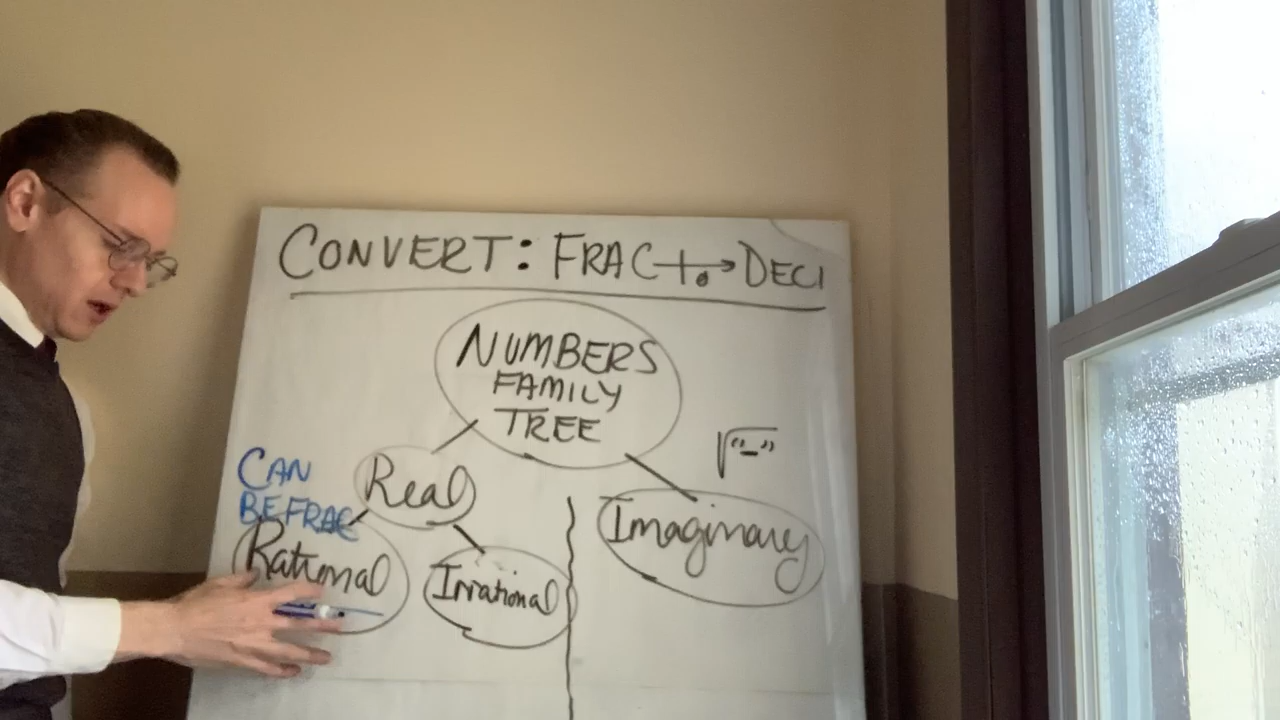 CONVERT: FRAC to→ DECI
NUMBERS
FAMILY
TREE
√"-"
CAN
BE FRAC
Real
Imaginary
Rational
Irrational